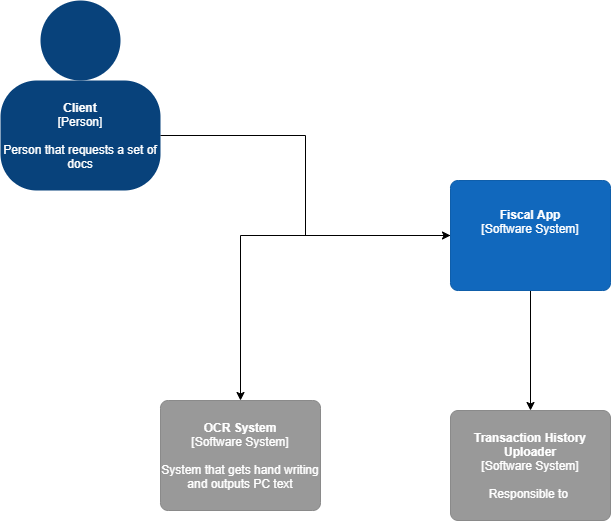 Client
[Person]
Person that requests a set of
docs
Fiscal App
[Software System]
OCR System
[Software System]
System that gets hand writing
and outputs PC text
Transaction History
Uploader
[Software System]
Responsible to